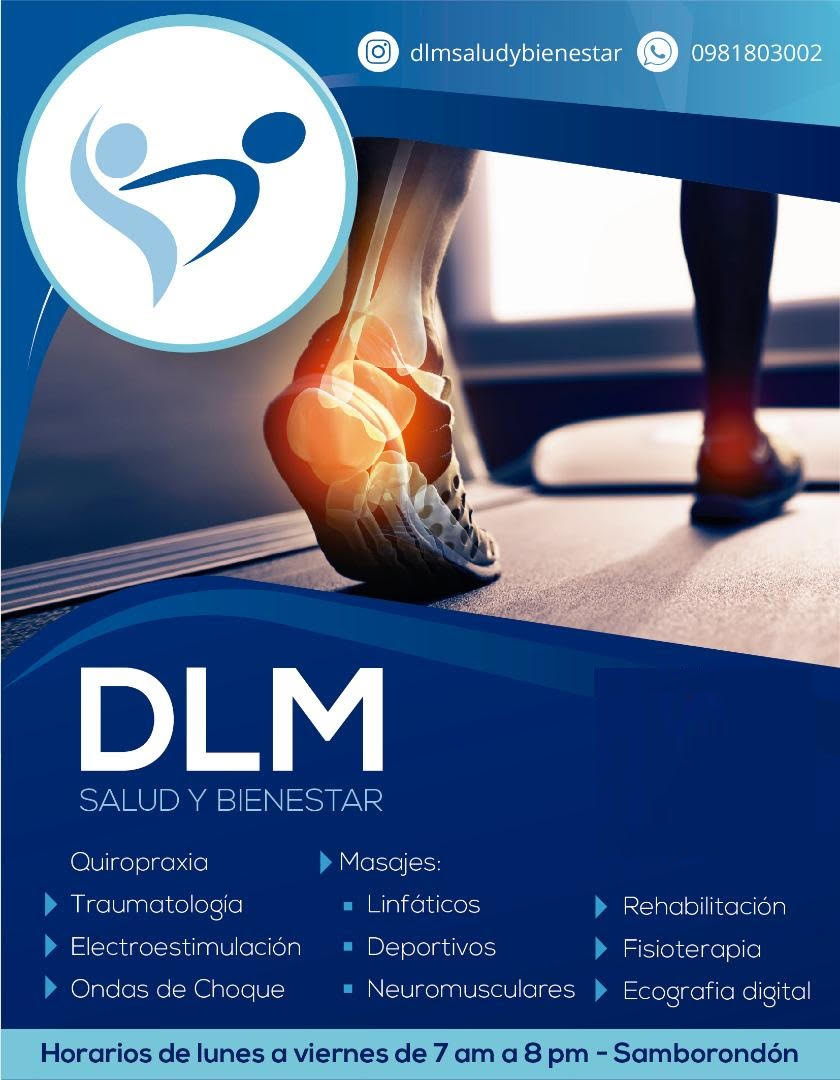 dlmsaludybienestar 0981803002
DLM
SALUD Y BIENESTAR
Quiropraxia
Traumatología
Electroestimulación
Ondas de Choque
Masajes:
Linfáticos
Deportivos
Neuromusculares
Rehabilitación
Fisioterapia
Ecografia digital
Horarios de lunes a viernes de 7 am a 8 pm - Samborondón